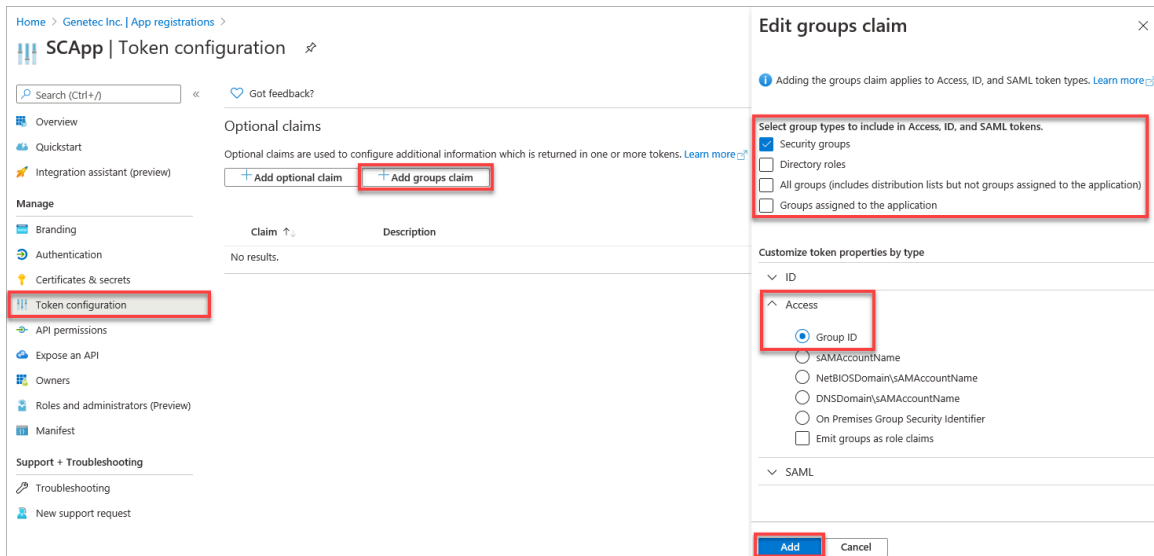 Home > Genetec Inc. | App registrations >
SCApp | Token configuration
Search (Ctrl+/)
«
Overview
Quickstart
Integration assistant (preview)
Manage
Branding
Authentication
Certificates & secrets
Token configuration
API permissions
Expose an API
Owners
Roles and administrators (Preview)
Manifest
Support + Troubleshooting
Troubleshooting
New support request
Got feedback?
Optional claims
Optional claims are used to configure additional information which is returned in one or more tokens. Learn more
+ Add optional claim + Add groups claim
Claim ↑↓ Description
No results.
Edit groups claim
Adding the groups claim applies to Access, ID, and SAML token types. Learn more
Select group types to include in Access, ID, and SAML tokens.
Security groups
Directory roles
All groups (includes distribution lists but not groups assigned to the application)
Groups assigned to the application
Customize token properties by type
ID
Access
Group ID
sAMAccountName
NetBIOSDomain\sAMAccountName
DNSDomain\sAMAccountName
On Premises Group Security Identifier
Emit groups as role claims
SAML
Add Cancel